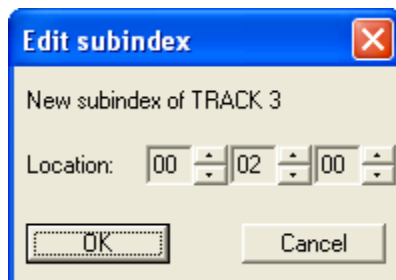 Edit subindex
New subindex of TRACK 3
Location: 00 02 00
OK Cancel